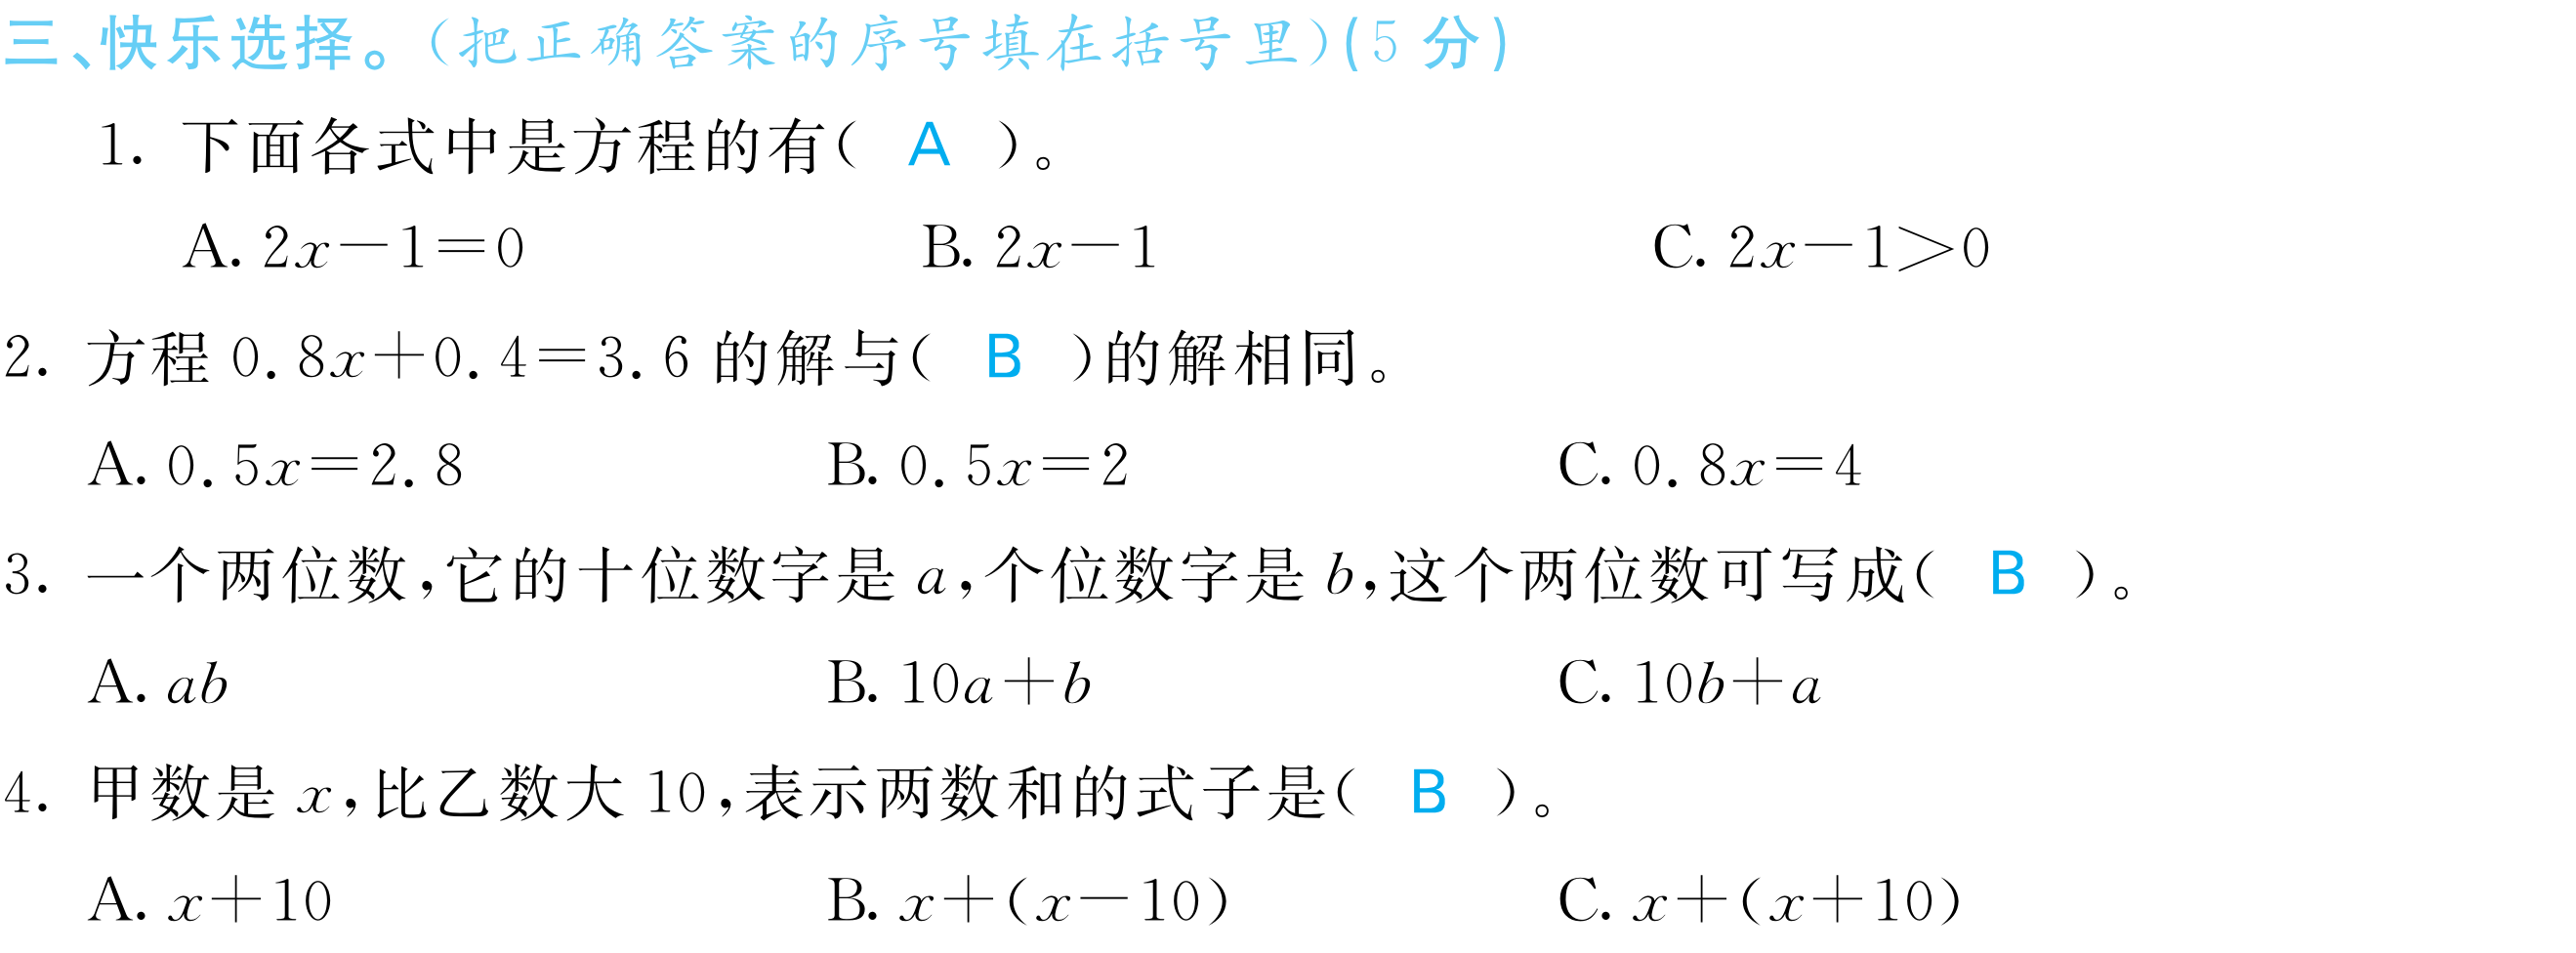 三、快乐选择。(把正确答案的序号填在括号里)(5 分)
1. 下面各式中是方程的有( A )。
A. 2x－1＝0 B. 2x－1 C. 2x－1＞0
2. 方程 0.8x＋0.4＝3.6 的解与( B )的解相同。
A. 0.5x＝2.8 B. 0.5x＝2 C. 0.8x＝4
3. 一个两位数,它的十位数字是 a,个位数字是 b,这个两位数可写成( B )。
A. ab B. 10a＋b C. 10b＋a
4. 甲数是 x,比乙数大 10,表示两数和的式子是( B )。
A. x＋10 B. x＋(x－10) C. x＋(x＋10)